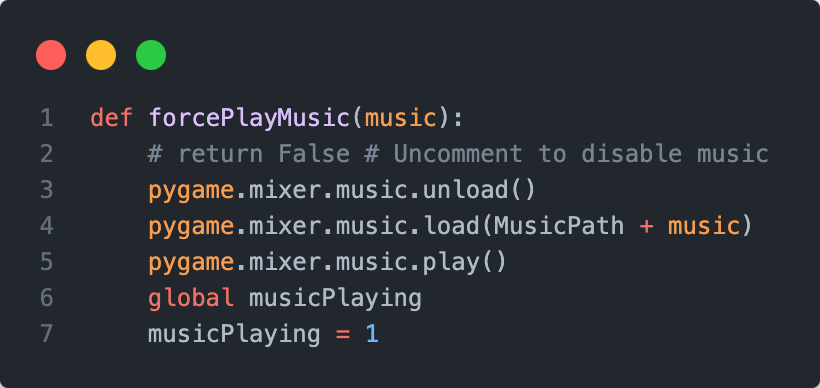 1 def forcePlayMusic(music):
2     # return False # Uncomment to disable music
3     pygame.mixer.music.unload()
4     pygame.mixer.music.load(MusicPath + music)
5     pygame.mixer.music.play()
6     global musicPlaying
7     musicPlaying = 1